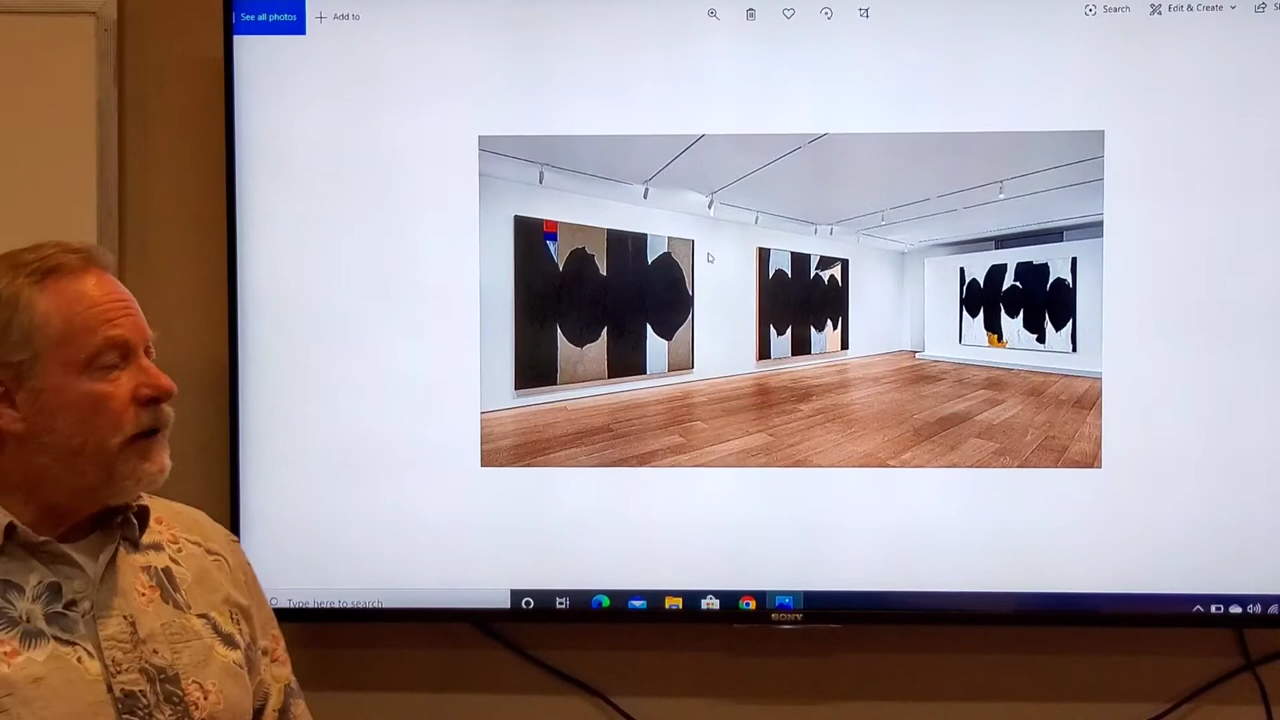 See all photos
Add to
Search
Edit & Create
Type here to search
SONY